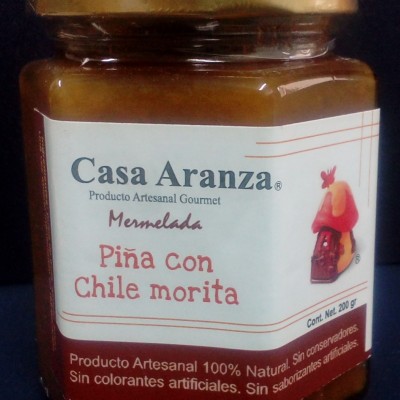 Casa Aranza®
Producto Artesanal Gourmet
Mermelada
Piña con
Chile morita
®
Cont. Net. 200 gr
Producto Artesanal 100% Natural. Sin conservadores.
Sin colorantes artificiales. Sin saborizantes artificiales.